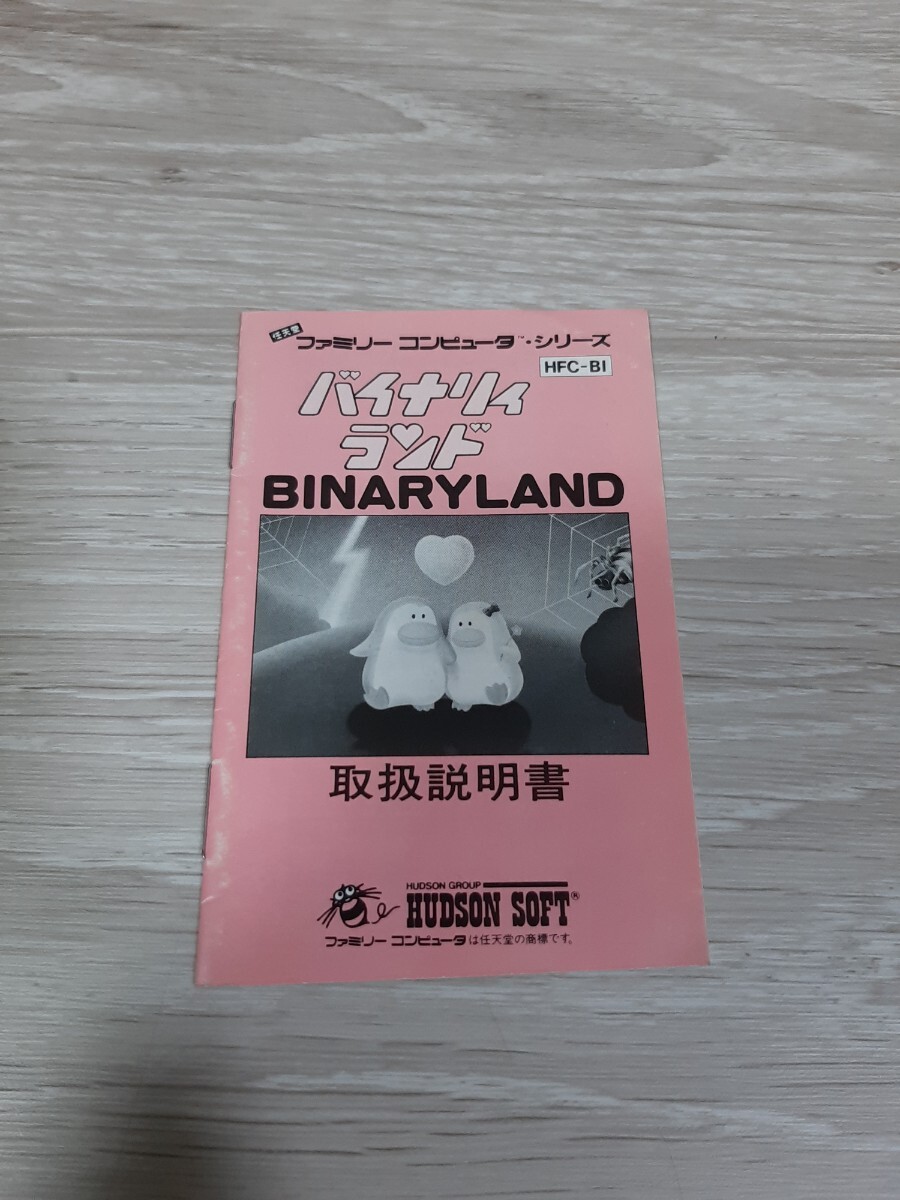 任天堂
ファミリー コンピュータ™・シリーズ
HFC-BI
バイナリィ
ランド
BINARYLAND
取扱説明書
HUDSON GROUP
HUDSON SOFT®
ファミリー コンピュータは任天堂の商標です。